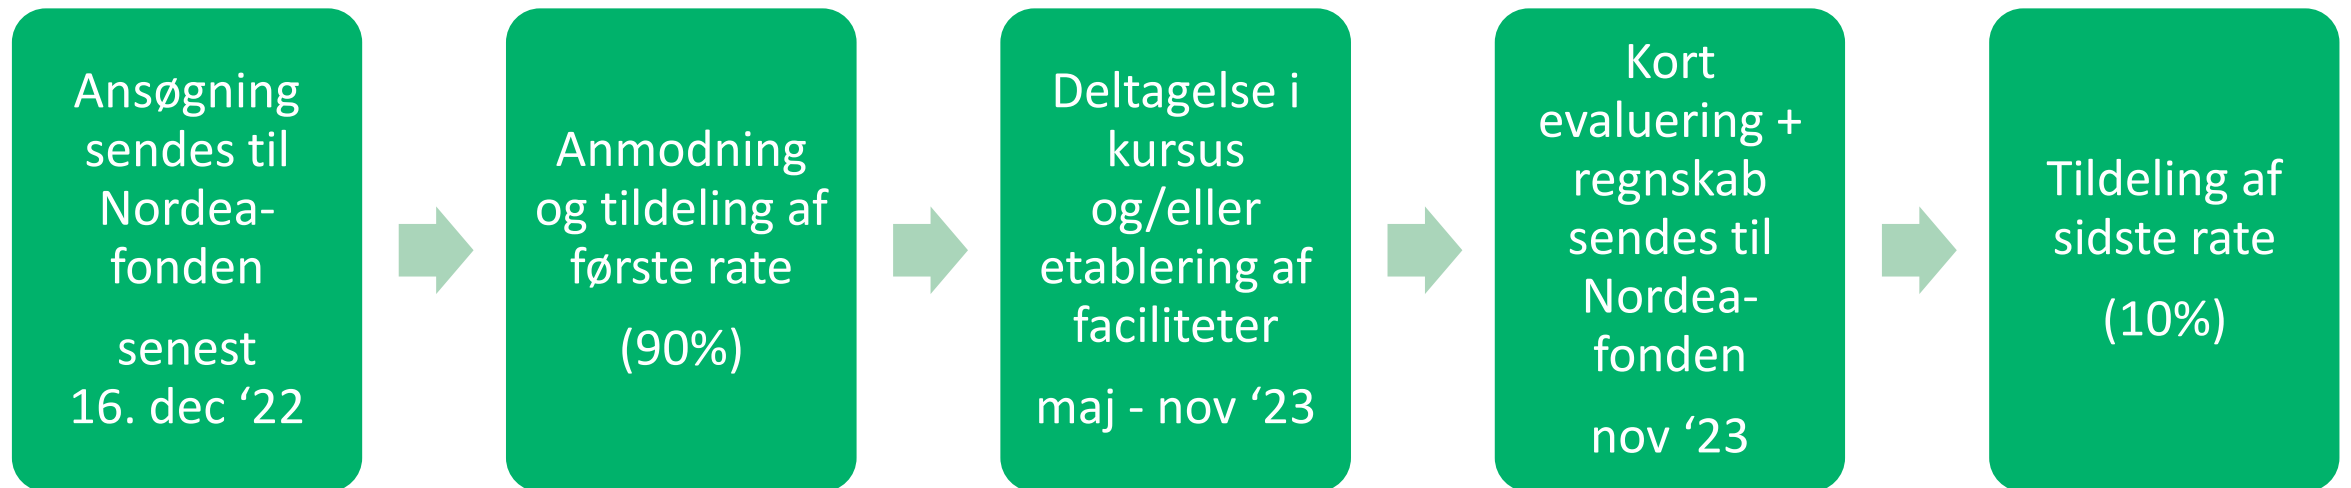 Ansøgning
sendes til
Nordea-
fonden
senest
16. dec ‘22
Anmodning
og tildeling af
første rate
(90%)
Deltagelse i
kursus
og/eller
etablering af
faciliteter
maj - nov ‘23
Kort
evaluering +
regnskab
sendes til
Nordea-
fonden
nov ‘23
Tildeling af
sidste rate
(10%)